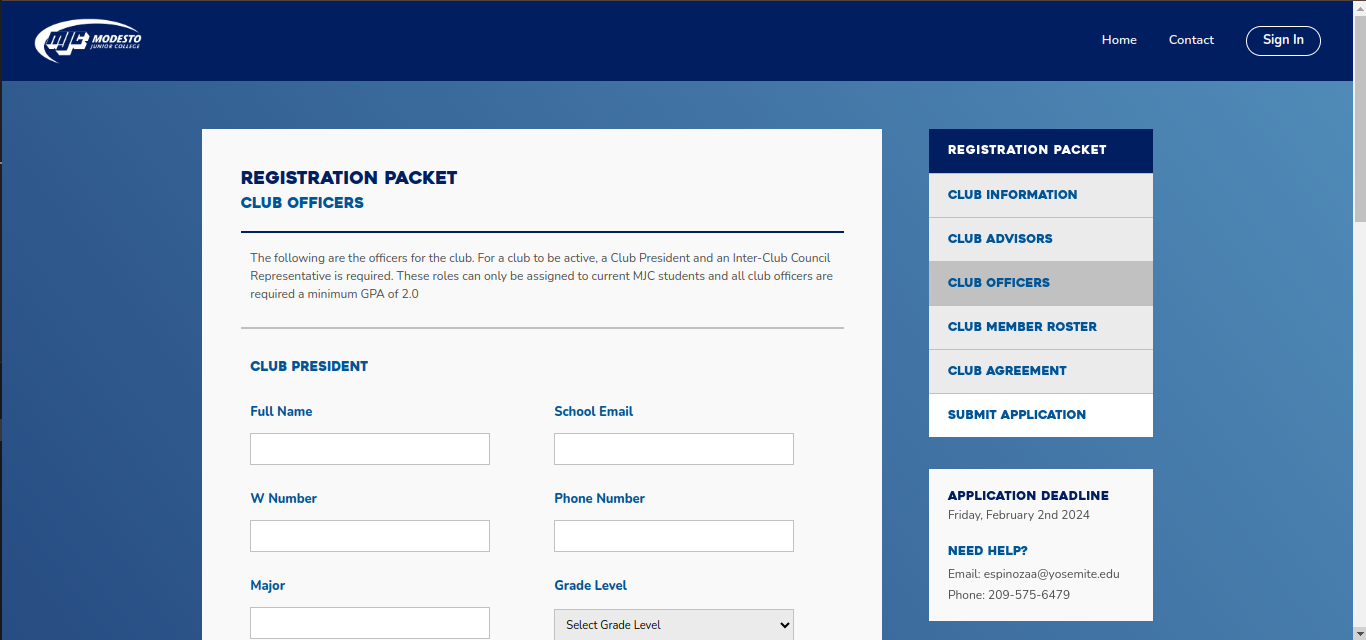 MJC MODESTO
JUNIOR COLLEGE
Home
Contact
Sign In
REGISTRATION PACKET
CLUB OFFICERS
The following are the officers for the club. For a club to be active, a Club President and an Inter-Club Council
Representative is required. These roles can only be assigned to current MJC students and all club officers are
required a minimum GPA of 2.0
CLUB PRESIDENT
Full Name
School Email
W Number
Phone Number
Major
Grade Level
Select Grade Level
REGISTRATION PACKET
CLUB INFORMATION
CLUB ADVISORS
CLUB OFFICERS
CLUB MEMBER ROSTER
CLUB AGREEMENT
SUBMIT APPLICATION
APPLICATION DEADLINE
Friday, February 2nd 2024
NEED HELP?
Email: espinozaa@yosemite.edu
Phone: 209-575-6479